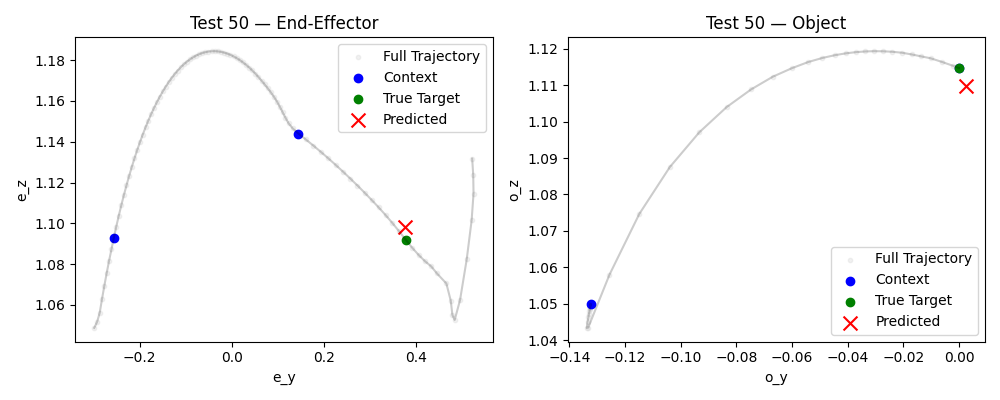 Test 50 — End-Effector
1.18
1.16
1.14
1.12
1.10
1.08
1.06
e_z
−0.2
0.0
0.2
0.4
e_y
Full Trajectory
Context
True Target
Predicted
Test 50 — Object
1.12
1.11
1.10
1.09
1.08
1.07
1.06
1.05
1.04
o_z
−0.14
−0.12
−0.10
−0.08
−0.06
−0.04
−0.02
0.00
o_y
Full Trajectory
Context
True Target
Predicted